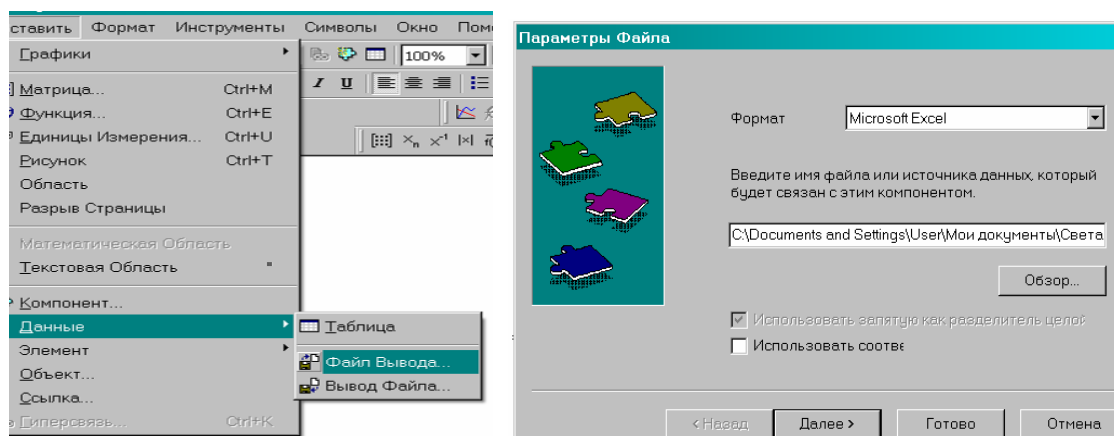 ставить Формат Инструменты Символы Окно Пом
100%
Графики
Матрица... Ctrl+M
Функция... Ctrl+E
Единицы Измерения... Ctrl+U
Рисунок Ctrl+T
Область
Разрыв Страницы
Математическая Область
Текстовая Область "
Компонент...
Данные
Элемент
Объект...
Ссылка...
Гиперсвязь... Ctrl+K
Таблица
Файл Вывода...
Вывод Файла...
Параметры Файла
Формат Microsoft Excel
Введите имя файла или источника данных, который
будет связан с этим компонентом.
C:\Documents and Settings\User\Мои документы\Света
Обзор...
Использовать запятую как разделитель целой
Использовать соотве
< Назад Далее > Готово Отмена